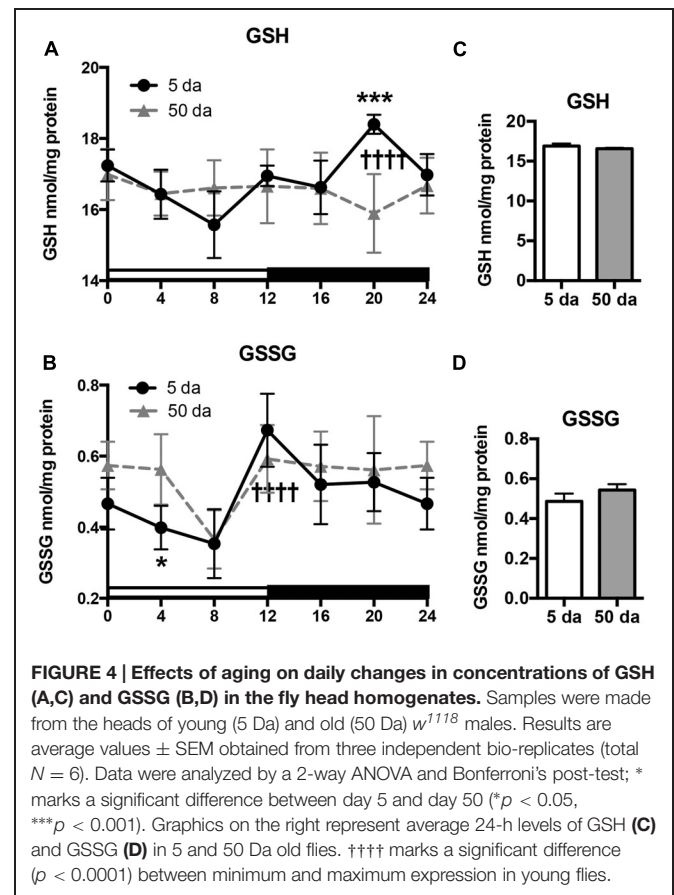 A
GSH
GSH nmol/mg protein
20
18
16
14
5 da
50 da
***
††††
0 4 8 12 16 20 24
C
GSH
GSH nmol/mg protein
20
15
10
5
0
5 da 50 da
B
GSSG
GSSG nmol/mg protein
0.8
0.6
0.4
0.2
5 da
50 da
††††
*
0 4 8 12 16 20 24
D
GSSG
GSSG nmol/mg protein
0.8
0.6
0.4
0.2
0.0
5 da 50 da
FIGURE 4 | Effects of aging on daily changes in concentrations of GSH
(A,C) and GSSG (B,D) in the fly head homogenates. Samples were made
from the heads of young (5 Da) and old (50 Da) w1118 males. Results are
average values ± SEM obtained from three independent bio-replicates (total
N = 6). Data were analyzed by a 2-way ANOVA and Bonferroni's post-test; *
marks a significant difference between day 5 and day 50 (*p < 0.05,
***p < 0.001). Graphics on the right represent average 24-h levels of GSH (C)
and GSSG (D) in 5 and 50 Da old flies. †††† marks a significant difference
(p < 0.0001) between minimum and maximum expression in young flies.